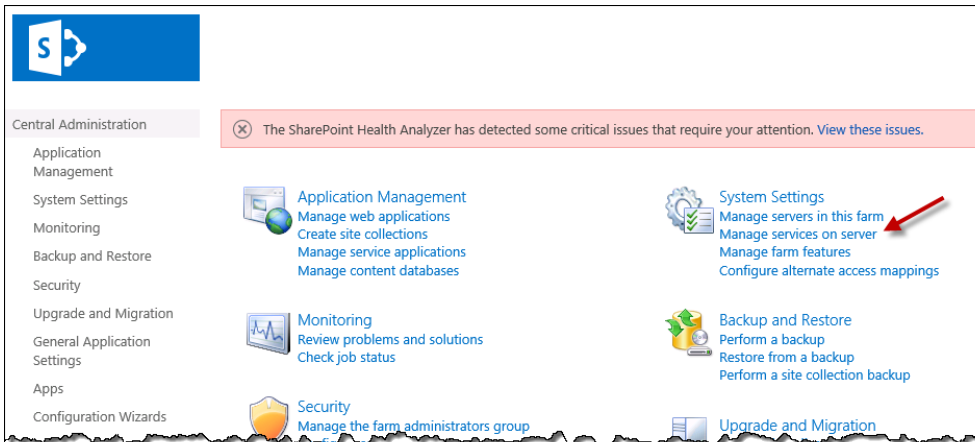 S
Central Administration
Application
Management
System Settings
Monitoring
Backup and Restore
Security
Upgrade and Migration
General Application
Settings
Apps
Configuration Wizards
The SharePoint Health Analyzer has detected some critical issues that require your attention. View these issues.
Application Management
Manage web applications
Create site collections
Manage service applications
Manage content databases
System Settings
Manage servers in this farm
Manage services on server
Manage farm features
Configure alternate access mappings
Monitoring
Review problems and solutions
Check job status
Backup and Restore
Perform a backup
Restore from a backup
Perform a site collection backup
Security
Manage the farm administrators group
Upgrade and Migration